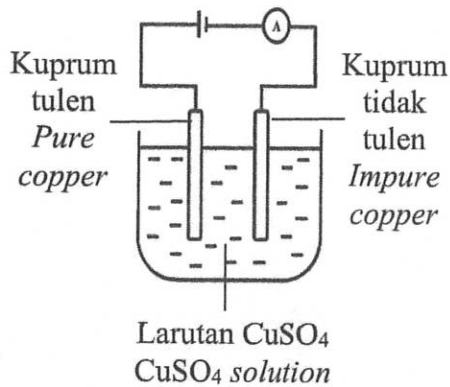 A
Kuprum
tulen
Pure
copper
Kuprum
tidak
tulen
Impure
copper
Larutan CuSO4
CuSO4 solution